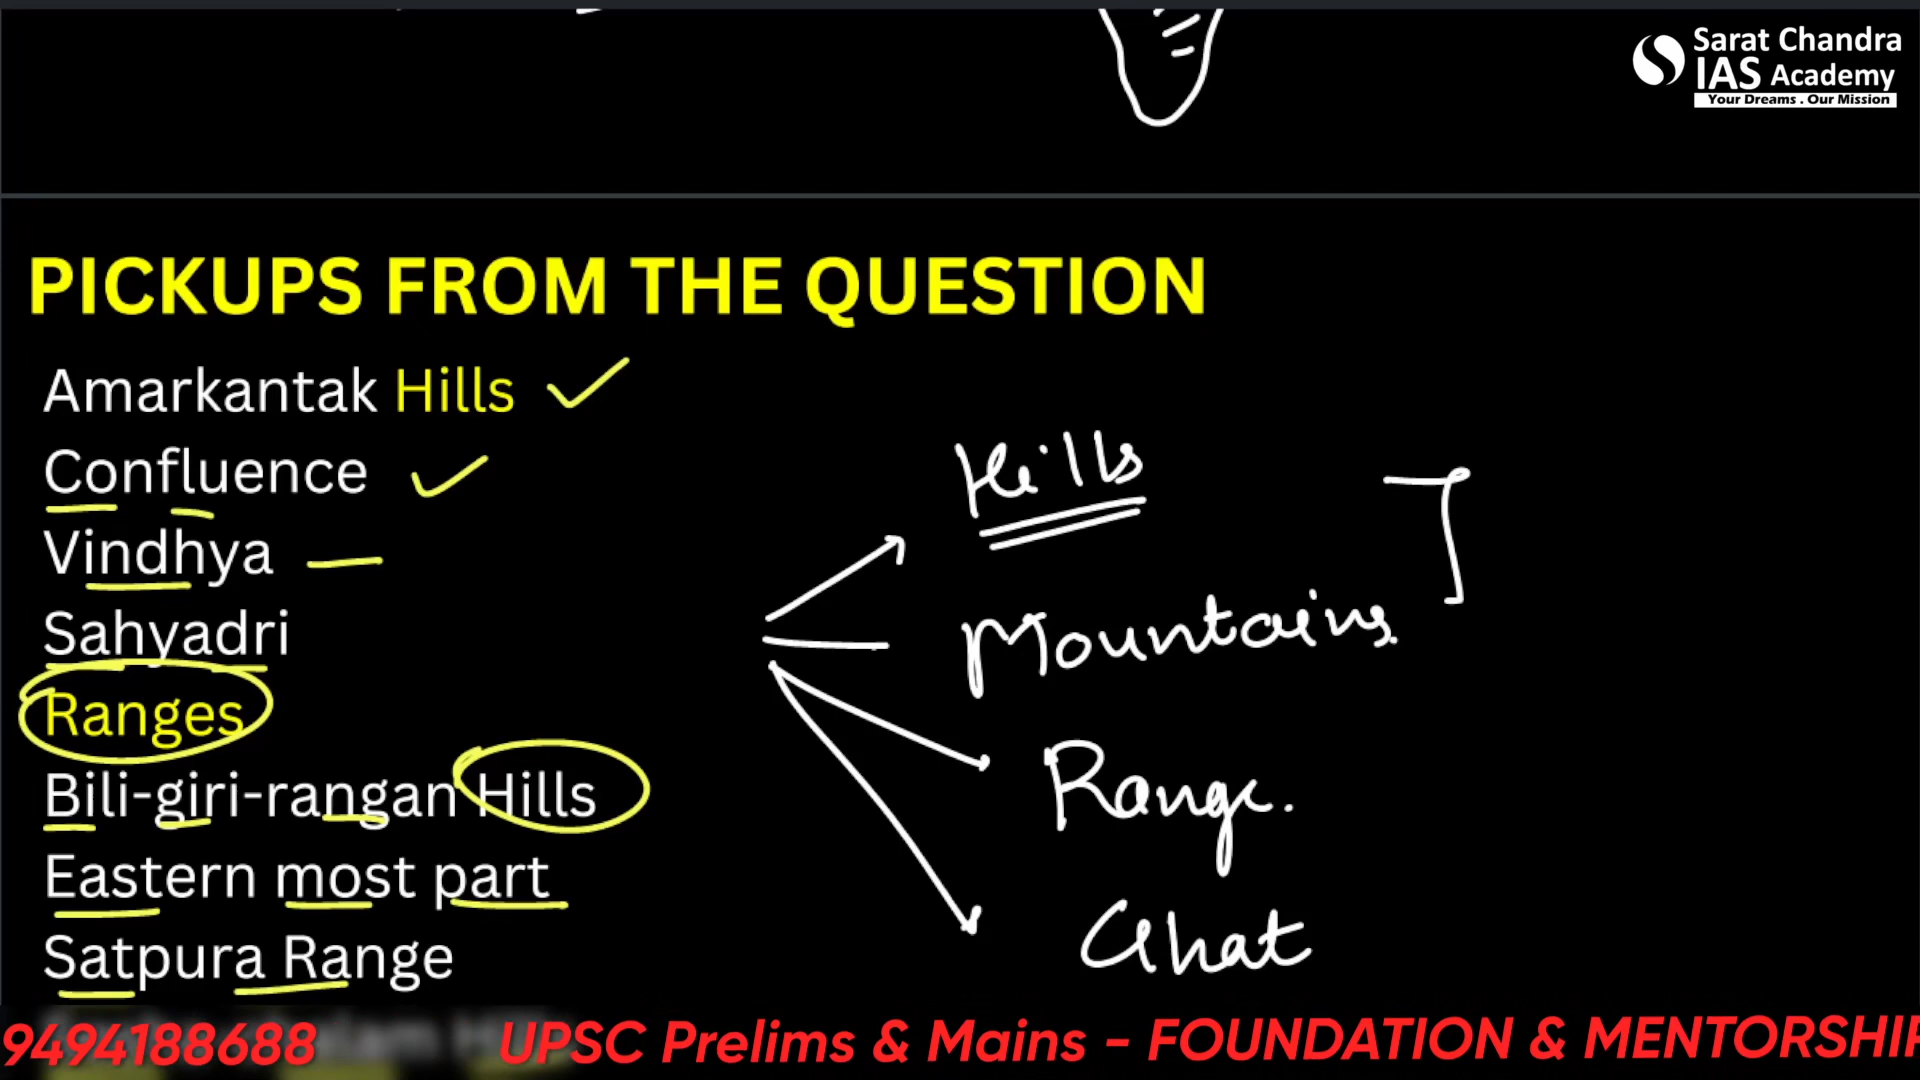 Sarat Chandra
IAS Academy
Your Dreams . Our Mission
PICKUPS FROM THE QUESTION
Amarkantak Hills
Confluence
Vindhya
Sahyadri
Ranges
Bili-giri-rangan Hills
Eastern most part
Satpura Range
Hills
Mountains
Range.
Ghat
9494188688 UPSC Prelims & Mains - FOUNDATION & MENTORSHIP